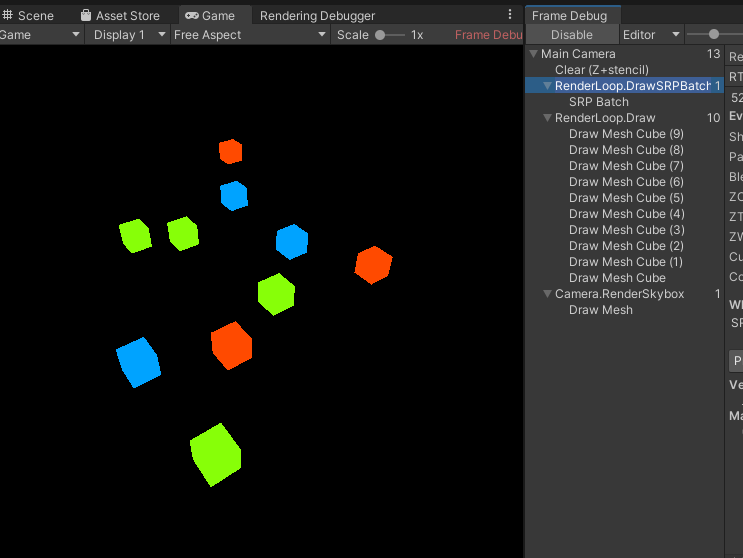 Scene Asset Store Game Rendering Debugger
Game Display 1 Free Aspect Scale 1x Frame Debu
Frame Debug
Disable Editor
Main Camera 13
Clear (Z+stencil)
RenderLoop.DrawSRPBatch 1
SRP Batch
RenderLoop.Draw 10
Draw Mesh Cube (9)
Draw Mesh Cube (8)
Draw Mesh Cube (7)
Draw Mesh Cube (6)
Draw Mesh Cube (5)
Draw Mesh Cube (4)
Draw Mesh Cube (3)
Draw Mesh Cube (2)
Draw Mesh Cube (1)
Draw Mesh Cube
Camera.RenderSkybox 1
Draw Mesh
Re
RT
52
Ev
Sh
Pa
Ble
ZC
ZT
ZW
Cu
Co
Wl
SF
P
Ve
Ma